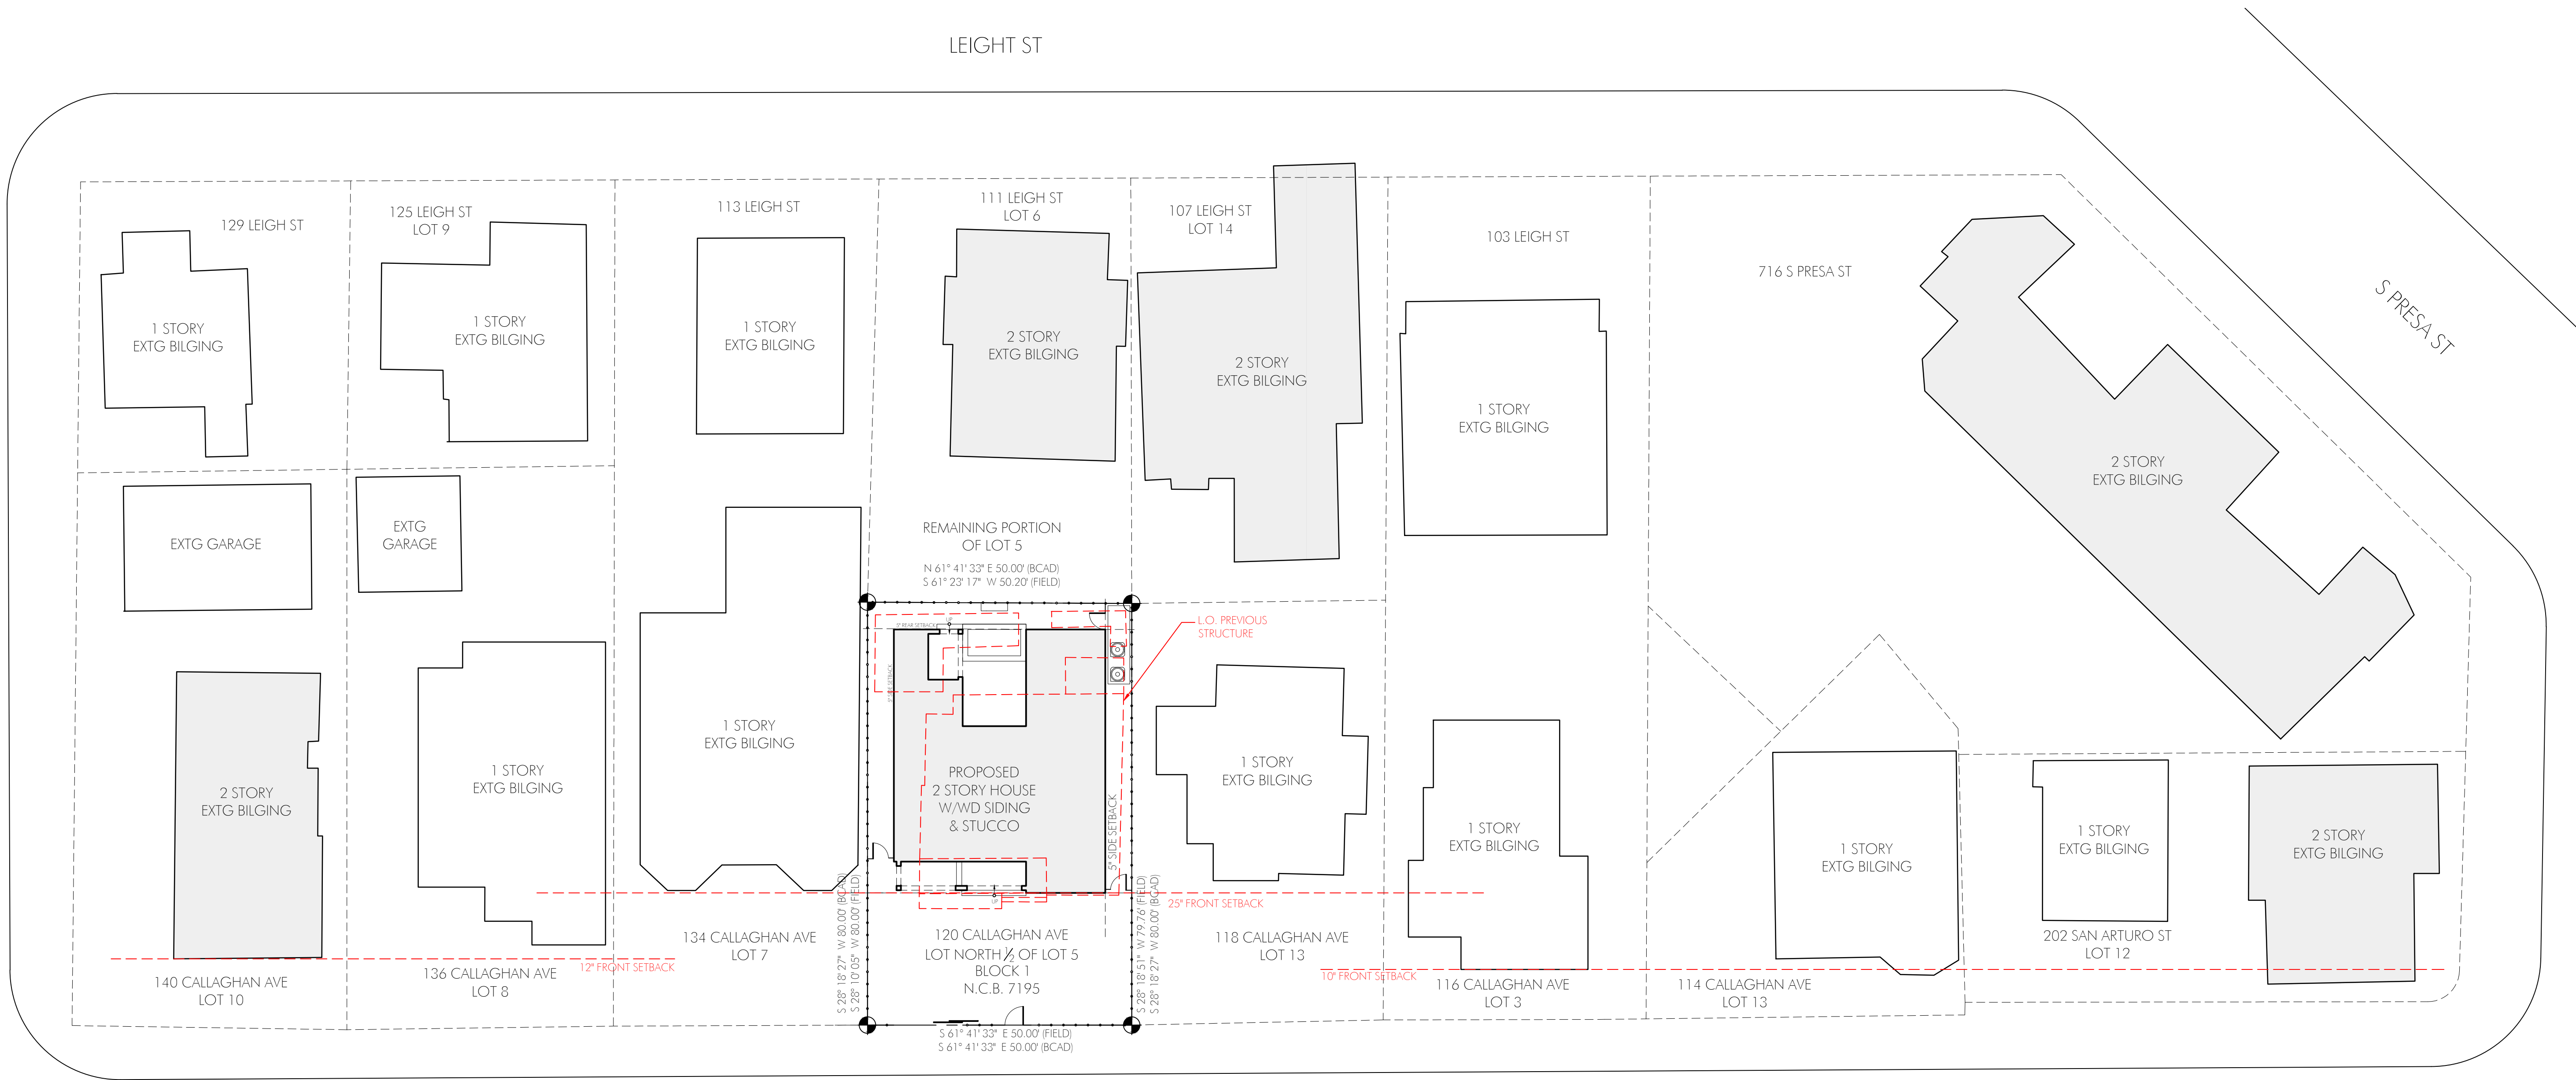 LEIGHT ST
S PRESA ST
129 LEIGH ST
125 LEIGH ST
LOT 9
113 LEIGH ST
111 LEIGH ST
LOT 6
107 LEIGH ST
LOT 14
103 LEIGH ST
716 S PRESA ST
1 STORY
EXTG BILGING
1 STORY
EXTG BILGING
1 STORY
EXTG BILGING
2 STORY
EXTG BILGING
2 STORY
EXTG BILGING
1 STORY
EXTG BILGING
2 STORY
EXTG BILGING
EXTG GARAGE
EXTG
GARAGE
REMAINING PORTION
OF LOT 5
N 61° 41' 33" E 50.00' (BCAD)
S 61° 23' 17" W 50.20' (FIELD)
L.O. PREVIOUS
STRUCTURE
5" REAR SETBACK
5" SIDE SETBACK
2 STORY
EXTG BILGING
1 STORY
EXTG BILGING
1 STORY
EXTG BILGING
PROPOSED
2 STORY HOUSE
W/WD SIDING
& STUCCO
5" SIDE SETBACK
1 STORY
EXTG BILGING
1 STORY
EXTG BILGING
1 STORY
EXTG BILGING
1 STORY
EXTG BILGING
2 STORY
EXTG BILGING
25" FRONT SETBACK
12" FRONT SETBACK
10" FRONT SETBACK
140 CALLAGHAN AVE
LOT 10
136 CALLAGHAN AVE
LOT 8
134 CALLAGHAN AVE
LOT 7
S 28° 18'27" W 80.00' (BCAD)
S 28° 10' 05" W 80.00' (FIELD)
120 CALLAGHAN AVE
LOT NORTH 1/2 OF LOT 5
BLOCK 1
N.C.B. 7195
S 28° 18'51" W 79.76' (FIELD)
S 28° 18'27" W 80.00' (BCAD)
118 CALLAGHAN AVE
LOT 13
116 CALLAGHAN AVE
LOT 3
114 CALLAGHAN AVE
LOT 13
202 SAN ARTURO ST
LOT 12
S 61° 41' 33" E 50.00' (FIELD)
S 61° 41' 33" E 50.00' (BCAD)